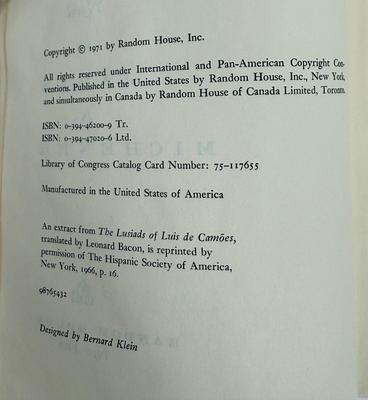 Copyright © 1971 by Random House, Inc.
All rights reserved under International and Pan-American Copyright Con-
ventions. Published in the United States by Random House, Inc., New York,
and simultaneously in Canada by Random House of Canada Limited, Toronto.
ISBN: 0-394-46200-9 Tr.
ISBN: 0-394-47020-6 Ltd.
Library of Congress Catalog Card Number: 75-117655
Manufactured in the United States of America
An extract from The Lusiads of Luis de Camões,
translated by Leonard Bacon, is reprinted by
permission of The Hispanic Society of America,
New York, 1966, p. 16.
98765432
Designed by Bernard Klein